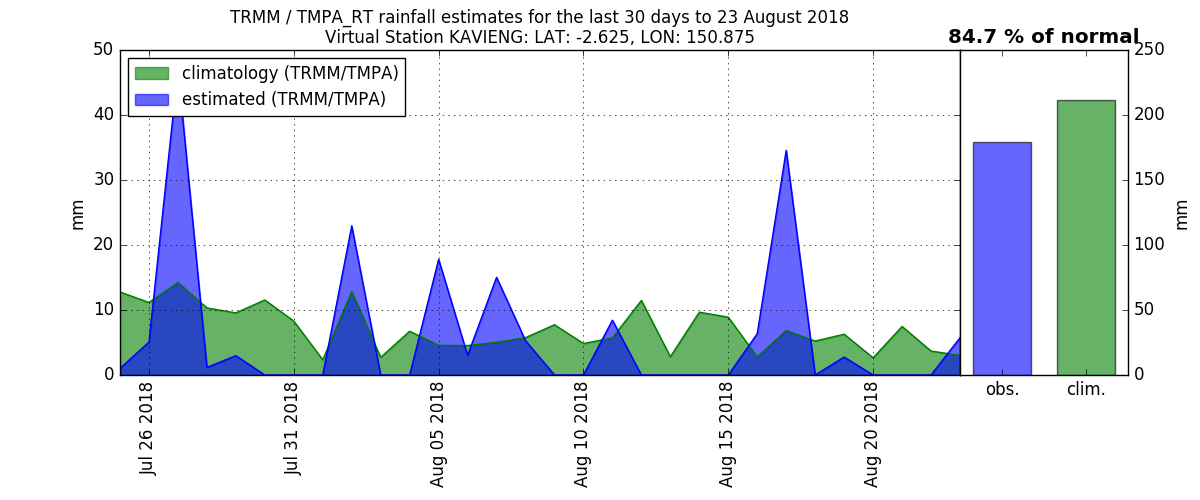 TRMM / TMPA_RT rainfall estimates for the last 30 days to 23 August 2018
Virtual Station KAVIENG: LAT: -2.625, LON: 150.875
84.7 % of normal
climatology (TRMM/TMPA)
estimated (TRMM/TMPA)
50
40
30
20
10
0
mm
Jul 26 2018
Jul 31 2018
Aug 05 2018
Aug 10 2018
Aug 15 2018
Aug 20 2018
250
200
150
100
50
0
mm
obs.
clim.